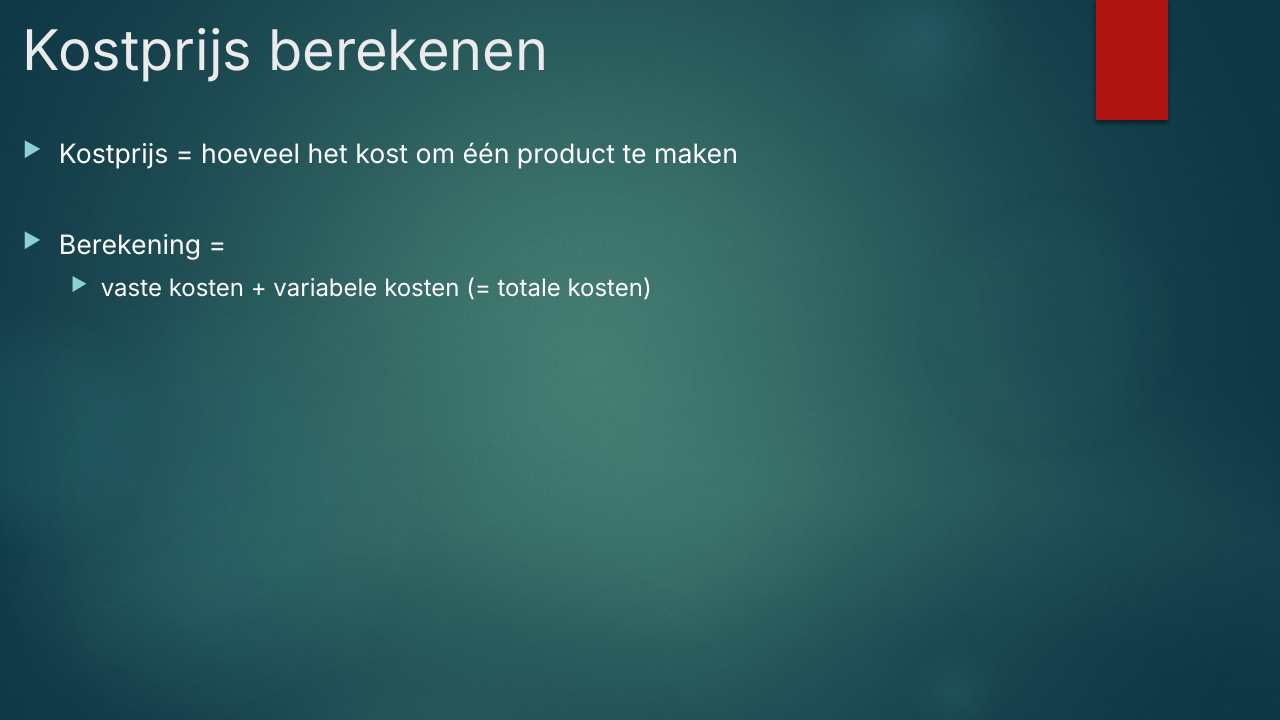 Kostprijs berekenen
Kostprijs = hoeveel het kost om één product te maken
Berekening =
vaste kosten + variabele kosten (= totale kosten)